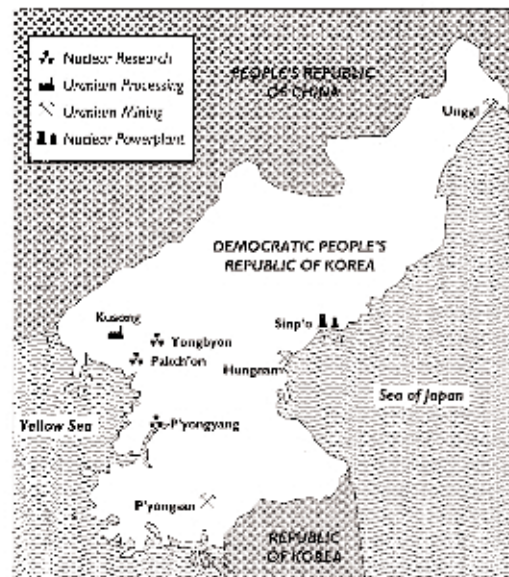 Nuclear Research
Uranium Processing
Uranium Mining
Nuclear Powerplant
PEOPLE'S REPUBLIC
OF CHINA
Unggi
DEMOCRATIC PEOPLE'S
REPUBLIC OF KOREA
Kusong
Sinp'o
Yongbyon
Pakch'on
Hungnam
Sea of Japan
Yellow Sea
P'yongyang
P'yongsan
REPUBLIC
OF KOREA